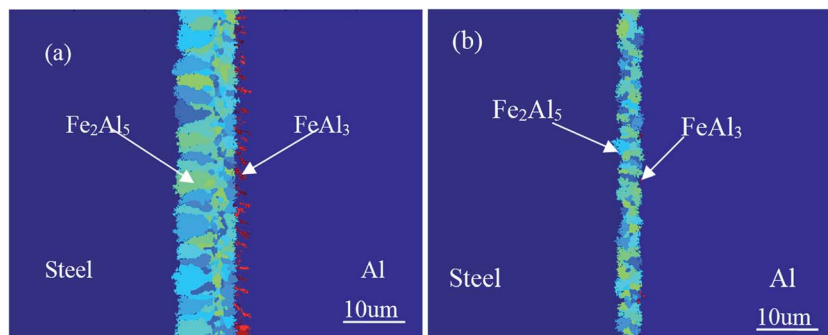 (a)
Fe₂Al₅
FeAl₃
Steel
Al
10um
(b)
Fe₂Al₅
FeAl₃
Steel
Al
10um